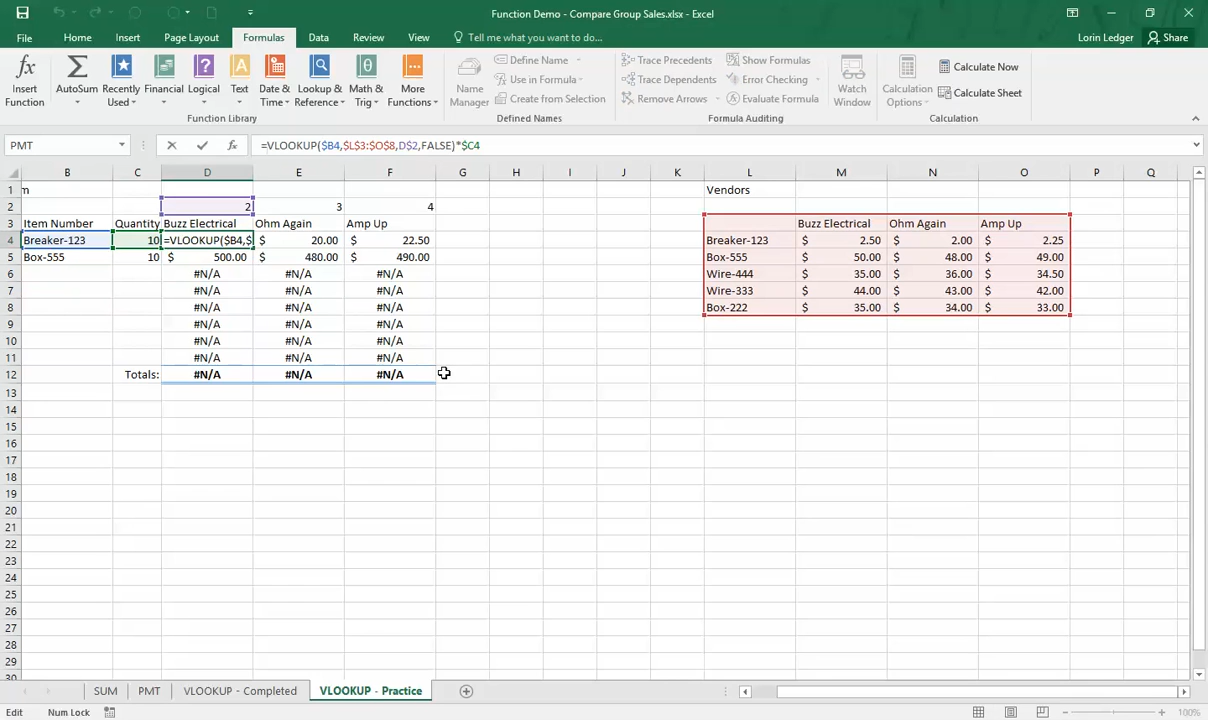 Function Demo - Compare Group Sales.xlsx - Excel
File Home Insert Page Layout Formulas Data Review View Tell me what you want to do... Lorin Ledger Share
Insert Function
AutoSum
Recently Used
Financial
Logical
Text
Date & Time
Lookup & Reference
Math & Trig
More Functions
Function Library
Name Manager
Define Name
Use in Formula
Create from Selection
Defined Names
Trace Precedents
Trace Dependents
Remove Arrows
Show Formulas
Error Checking
Evaluate Formula
Formula Auditing
Watch Window
Calculation Options
Calculate Now
Calculate Sheet
Calculation
PMT fx =VLOOKUP($B4,$L$3:$O$8,D$2,FALSE)*$C4
B C D E F G H I J K L M N O P Q
1 m Vendors
2 2 3 4
3 Item Number Quantity Buzz Electrical Ohm Again Amp Up Buzz Electrical Ohm Again Amp Up
4 Breaker-123 10 =VLOOKUP($B4,$ $ 20.00 $ 22.50 Breaker-123 $ 2.50 $ 2.00 $ 2.25
5 Box-555 10 $ 500.00 $ 480.00 $ 490.00 Box-555 $ 50.00 $ 48.00 $ 49.00
6 #N/A #N/A #N/A Wire-444 $ 35.00 $ 36.00 $ 34.50
7 #N/A #N/A #N/A Wire-333 $ 44.00 $ 43.00 $ 42.00
8 #N/A #N/A #N/A Box-222 $ 35.00 $ 34.00 $ 33.00
9 #N/A #N/A #N/A
10 #N/A #N/A #N/A
11 #N/A #N/A #N/A
12 Totals: #N/A #N/A #N/A
13
14
15
16
17
18
19
20
21
22
23
24
25
26
27
28
29
30
SUM PMT VLOOKUP - Completed VLOOKUP - Practice
Edit Num Lock 100%